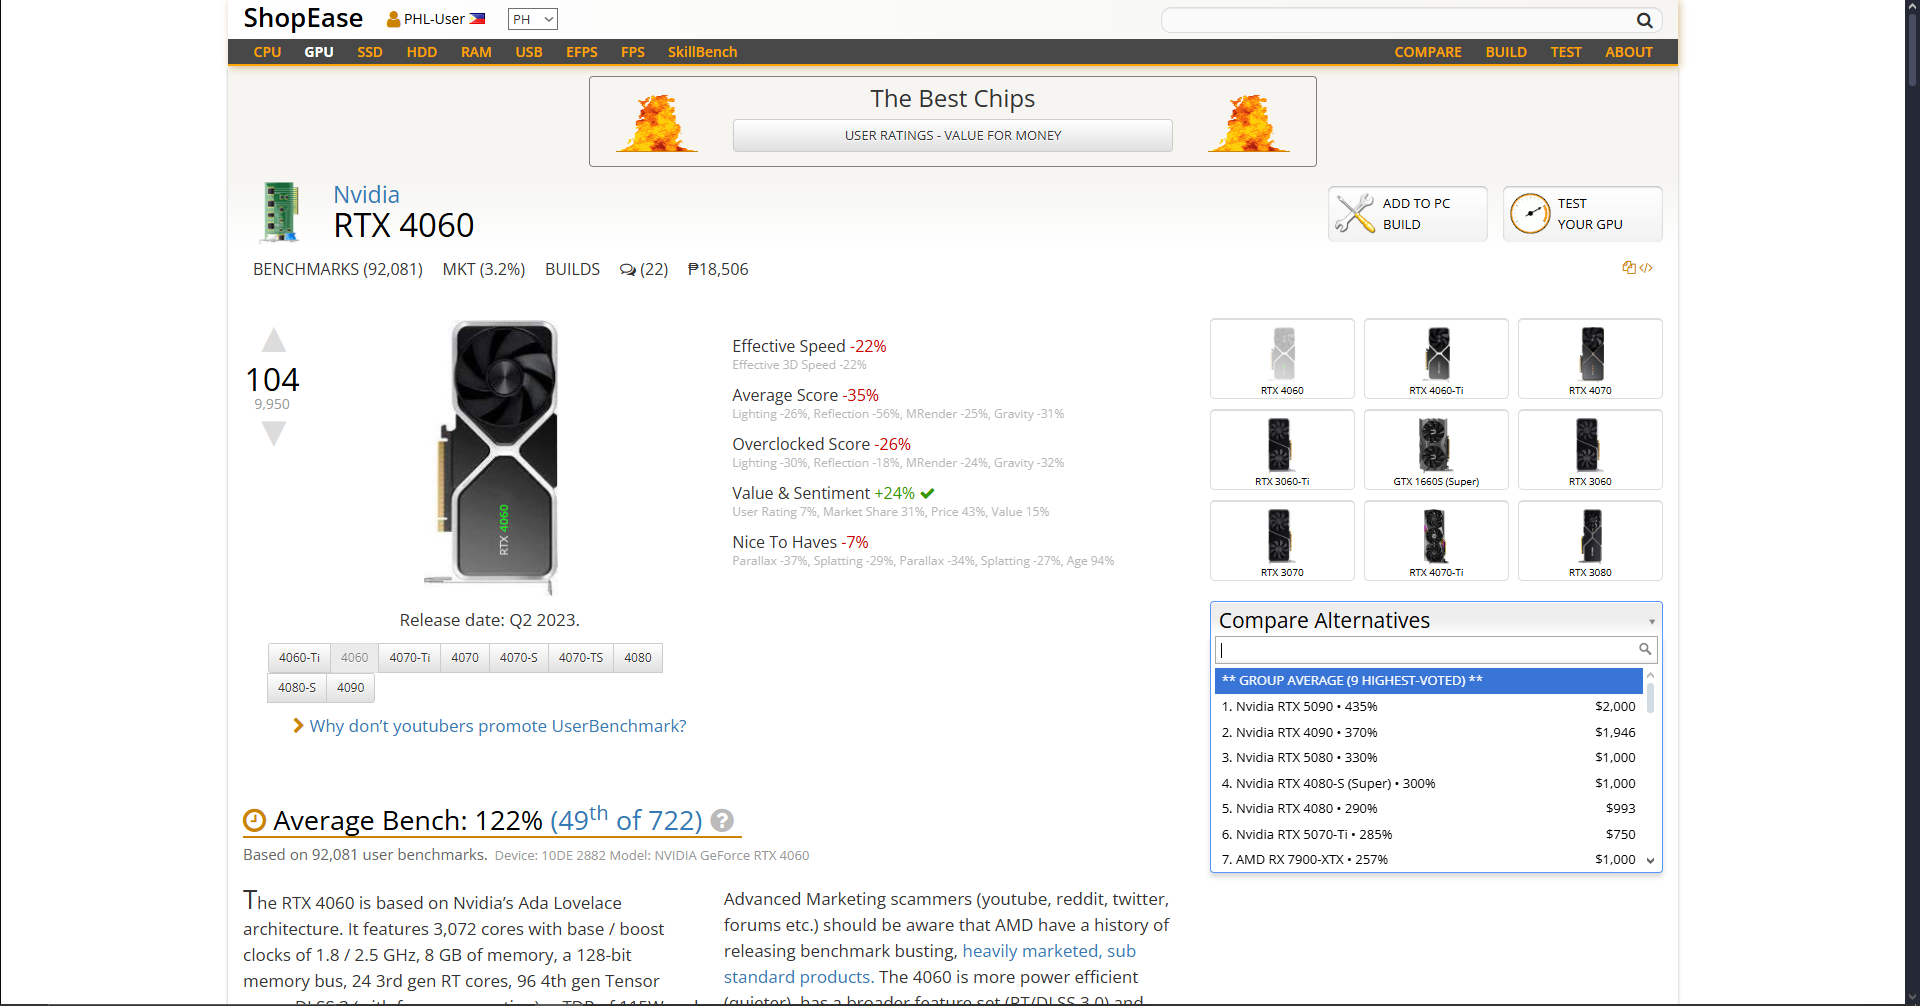 ShopEase
PHL-User
PH
CPU GPU SSD HDD RAM USB EFPS FPS SkillBench
COMPARE BUILD TEST ABOUT
The Best Chips
USER RATINGS - VALUE FOR MONEY
Nvidia
RTX 4060
ADD TO PC
BUILD
TEST
YOUR GPU
BENCHMARKS (92,081) MKT (3.2%) BUILDS (22) ₱18,506
104
9,950
RTX 4060
Release date: Q2 2023.
4060-Ti 4060 4070-Ti 4070 4070-S 4070-TS 4080
4080-S 4090
Why don't youtubers promote UserBenchmark?
Effective Speed -22%
Effective 3D Speed -22%
Average Score -35%
Lighting -26%, Reflection -56%, MRender -25%, Gravity -31%
Overclocked Score -26%
Lighting -30%, Reflection -18%, MRender -24%, Gravity -32%
Value & Sentiment +24%
User Rating 7%, Market Share 31%, Price 43%, Value 15%
Nice To Haves -7%
Parallax -37%, Splatting -29%, Parallax -34%, Splatting -27%, Age 94%
RTX 4060 RTX 4060-Ti RTX 4070
RTX 3060-Ti GTX 1660S (Super) RTX 3060
RTX 3070 RTX 4070-Ti RTX 3080
Compare Alternatives
** GROUP AVERAGE (9 HIGHEST-VOTED) **
1. Nvidia RTX 5090 • 435% $2,000
2. Nvidia RTX 4090 • 370% $1,946
3. Nvidia RTX 5080 • 330% $1,000
4. Nvidia RTX 4080-S (Super) • 300% $1,000
5. Nvidia RTX 4080 • 290% $993
6. Nvidia RTX 5070-Ti • 285% $750
7. AMD RX 7900-XTX • 257% $1,000
Average Bench: 122% (49th of 722)
Based on 92,081 user benchmarks. Device: 10DE 2882 Model: NVIDIA GeForce RTX 4060
The RTX 4060 is based on Nvidia's Ada Lovelace
architecture. It features 3,072 cores with base / boost
clocks of 1.8 / 2.5 GHz, 8 GB of memory, a 128-bit
memory bus, 24 3rd gen RT cores, 96 4th gen Tensor
Advanced Marketing scammers (youtube, reddit, twitter,
forums etc.) should be aware that AMD have a history of
releasing benchmark busting, heavily marketed, sub
standard products. The 4060 is more power efficient
(quieter), has a broader feature set (RT/DLSS 3.0) and